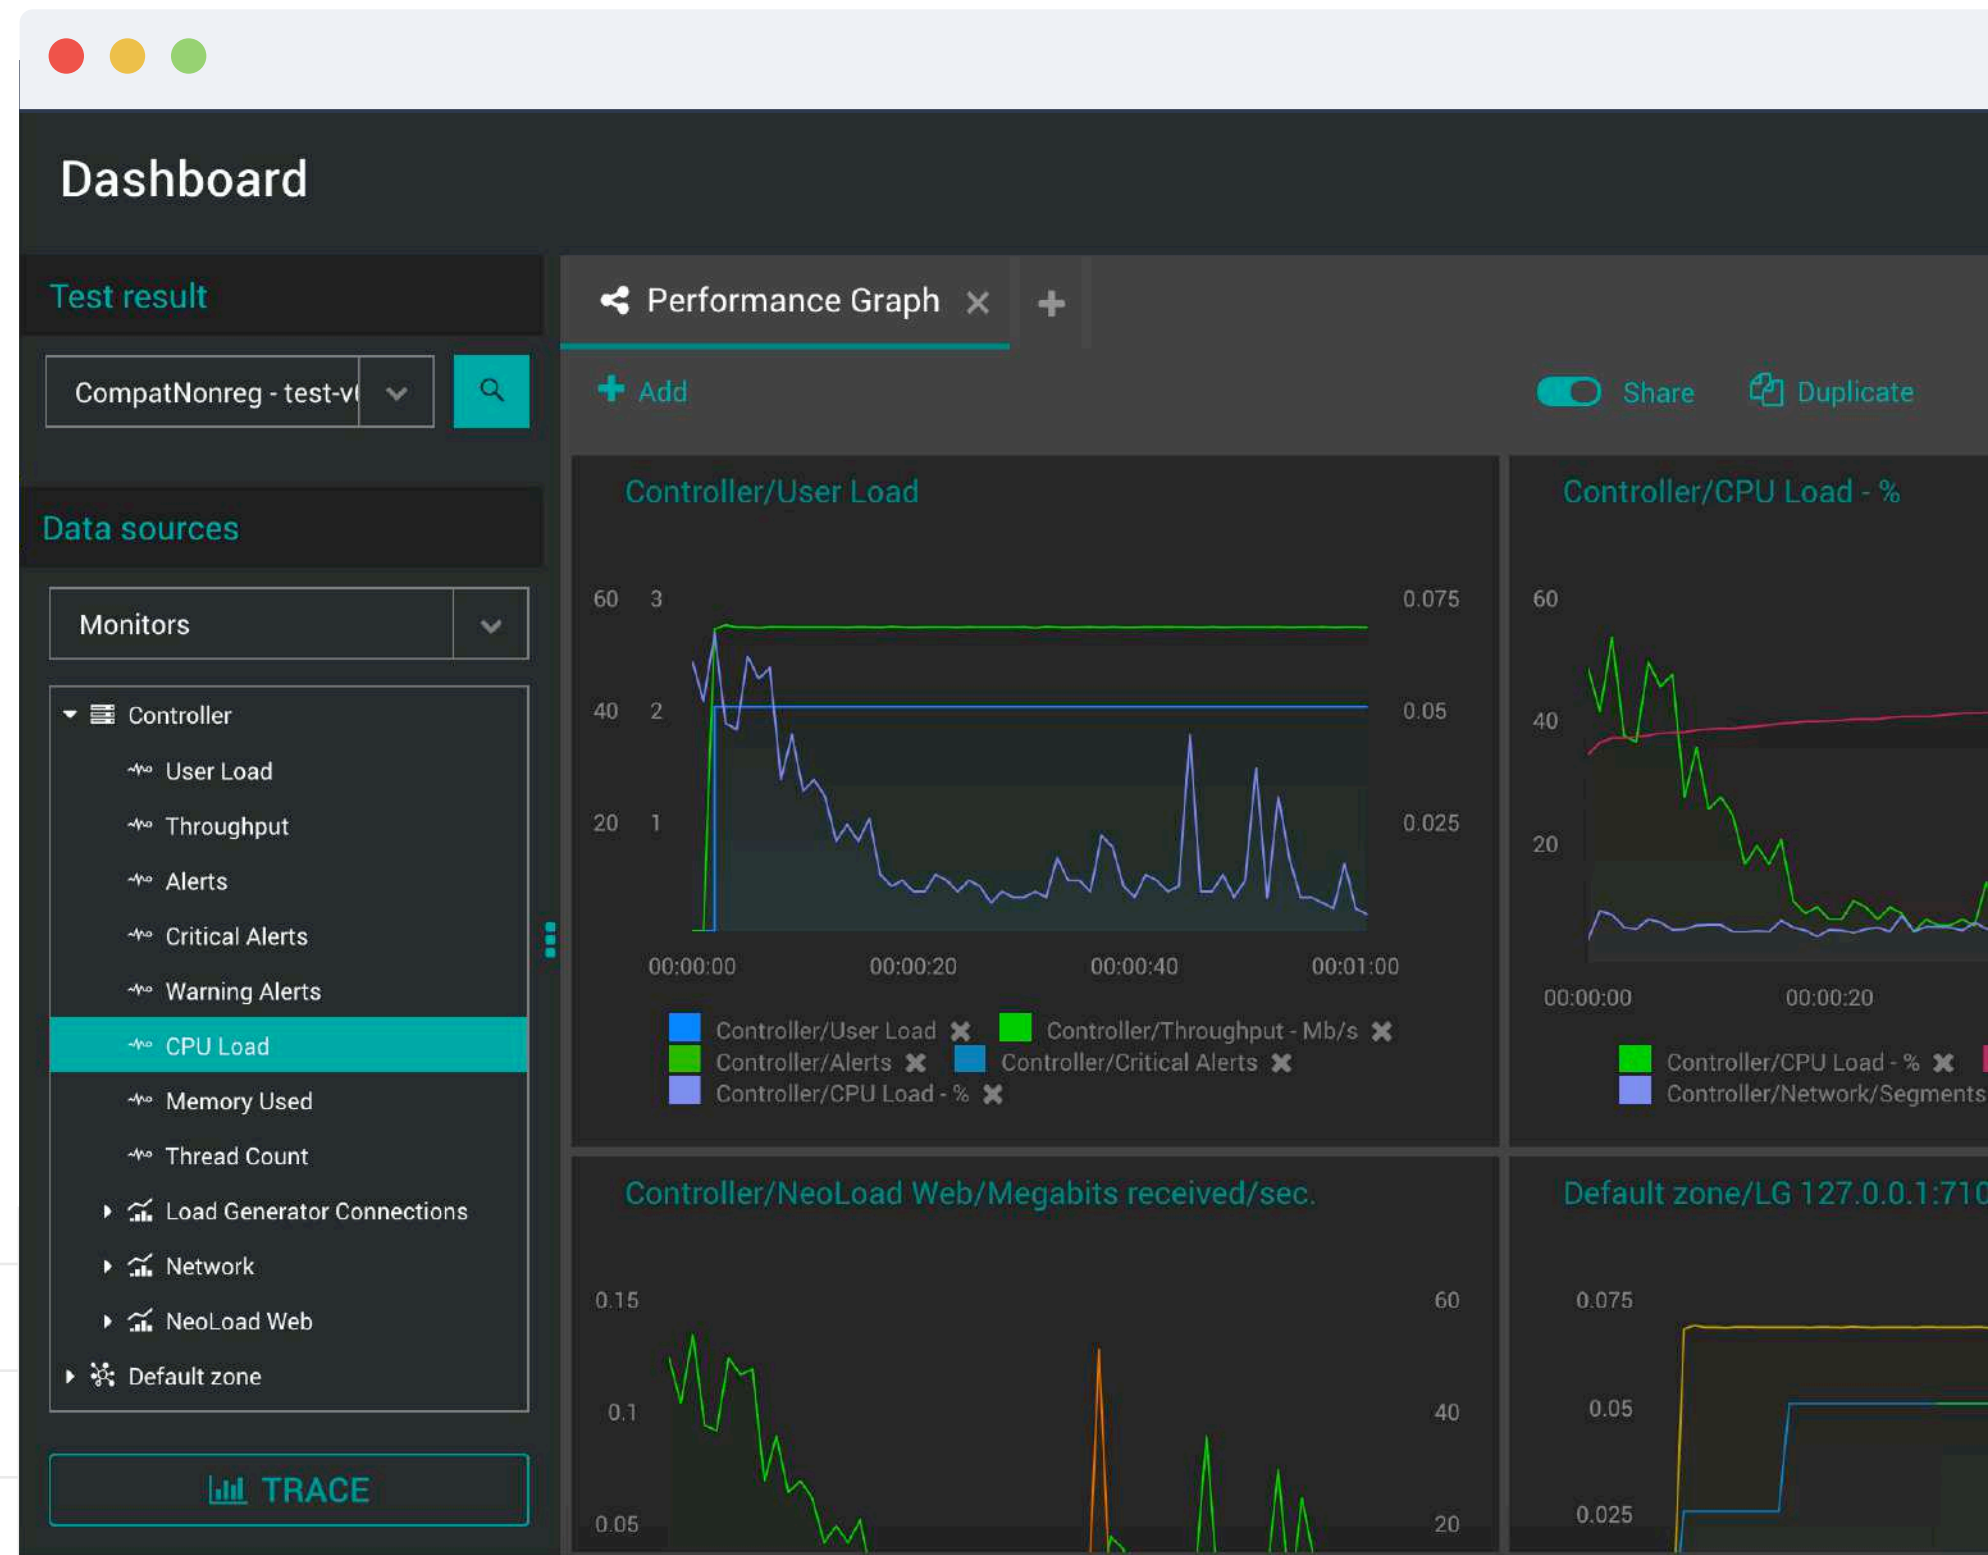 Dashboard
Test result
CompatNonreg - test-v
Data sources
Monitors
Controller
User Load
Throughput
Alerts
Critical Alerts
Warning Alerts
CPU Load
Memory Used
Thread Count
Load Generator Connections
Network
NeoLoad Web
Default zone
TRACE
Performance Graph
Add
Share Duplicate
Controller/User Load
60 3 0.075
40 2 0.05
20 1 0.025
00:00:00 00:00:20 00:00:40 00:01:00
Controller/User Load Controller/Throughput - Mb/s
Controller/Alerts Controller/Critical Alerts
Controller/CPU Load - %
Controller/CPU Load - %
60
40
20
00:00:00 00:00:20
Controller/CPU Load - %
Controller/Network/Segments
Controller/NeoLoad Web/Megabits received/sec.
0.15 60
0.1 40
0.05 20
Default zone/LG 127.0.0.1:710
0.075
0.05
0.025